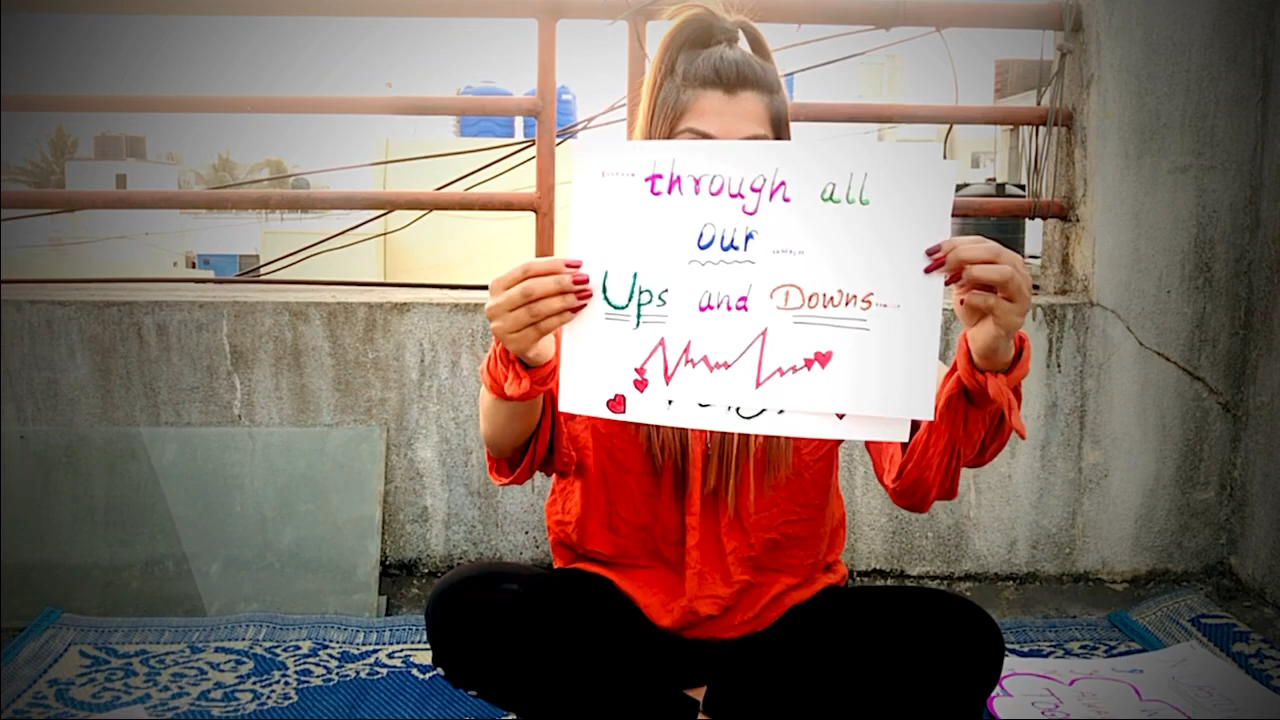 ........ through all
our ........
Ups and Downs........